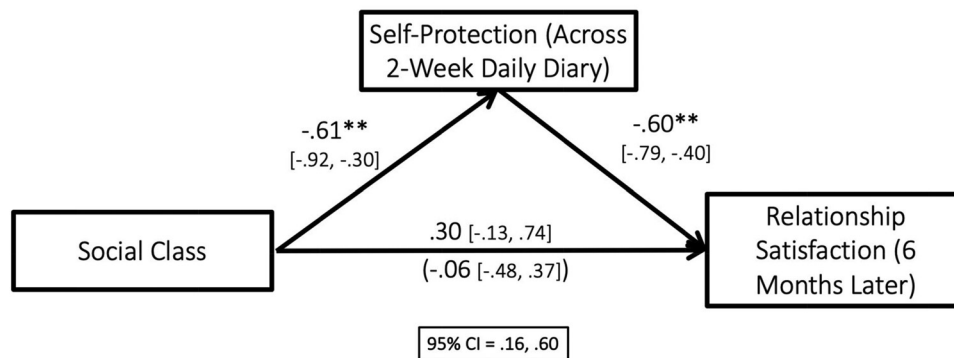 Self-Protection (Across
2-Week Daily Diary)
-.61**
[-.92, -.30]
-.60**
[-.79, -.40]
Social Class
.30 [-.13, .74]
(-.06 [-.48, .37])
Relationship
Satisfaction (6
Months Later)
95% CI = .16, .60